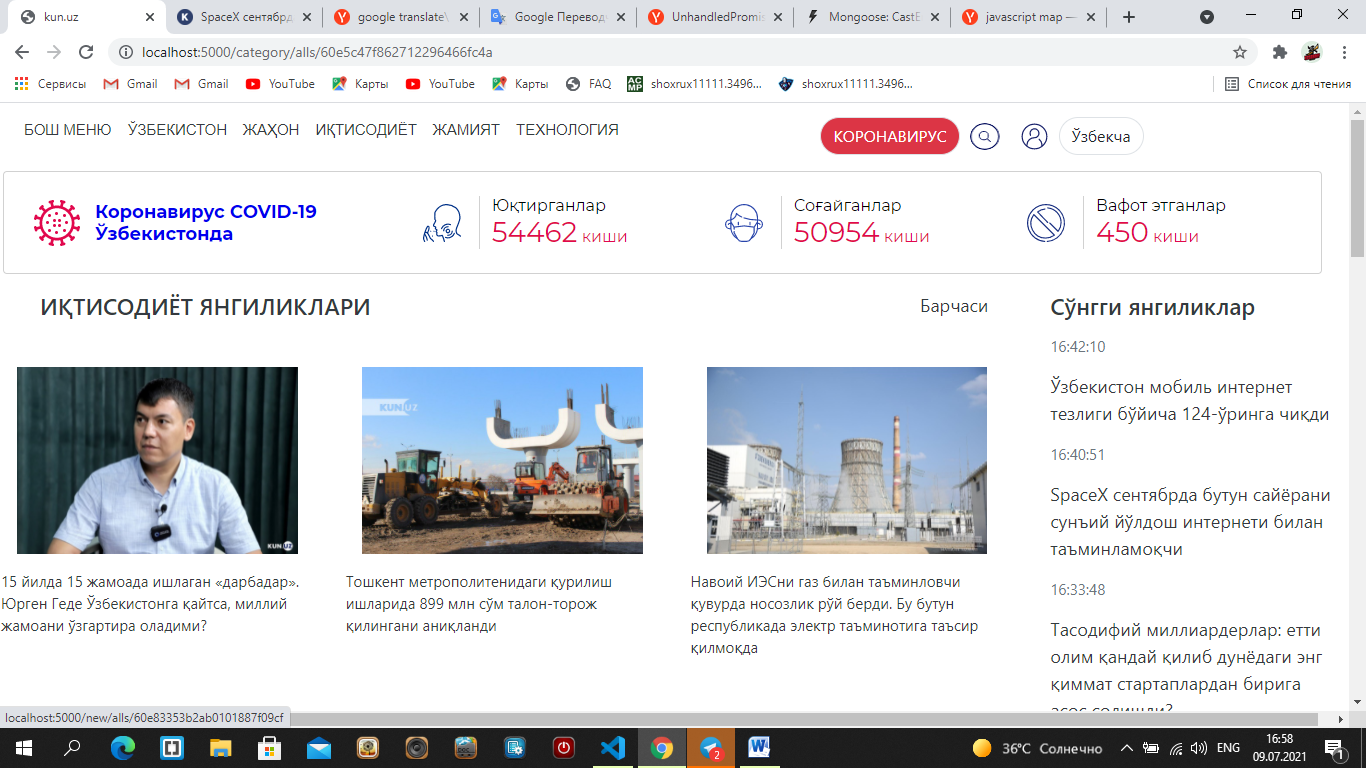 kun.uz
SpaceX сентябрд
google translate\
Google Перевод
UnhandledPromis
Mongoose: CastE
javascript map —
localhost:5000/category/alls/60e5c47f862712296466fc4a
Сервисы
Gmail
Gmail
YouTube
Карты
YouTube
Карты
FAQ
shoxrux11111.3496...
shoxrux11111.3496...
Список для чтения
БОШ МЕНЮ ЎЗБЕКИСТОН ЖАҲОН ИҚТИСОДИЁТ ЖАМИЯТ ТЕХНОЛОГИЯ
КОРОНАВИРУС
Ўзбекча
Коронавирус COVID-19
Ўзбекистонда
Юқтирганлар
54462 киши
Соғайганлар
50954 киши
Вафот этганлар
450 киши
ИҚТИСОДИЁТ ЯНГИЛИКЛАРИ
Барчаси
KUN.UZ
15 йилда 15 жамоада ишлаган «дарбадар».
Юрген Геде Ўзбекистонга қайтса, миллий
жамоани ўзгартира оладими?
KUN.UZ
Тошкент метрополитенидаги қурилиш
ишларида 899 млн сўм талон-торож
қилингани аниқланди
Навоий ИЭСни газ билан таъминловчи
қувурда носозлик рўй берди. Бу бутун
республикада электр таъминотига таъсир
қилмоқда
Сўнгги янгиликлар
16:42:10
Ўзбекистон мобиль интернет
тезлиги бўйича 124-ўринга чиқди
16:40:51
SpaceX сентябрда бутун сайёрани
сунъий йўлдош интернети билан
таъминламоқчи
16:33:48
Тасодифий миллиардерлар: етти
олим қандай қилиб дунёдаги энг
қиммат стартаплардан бирига
асос солишди?
localhost:5000/new/alls/60e83353b2ab0101887f09cf
2
36°C Солнечно
ENG
16:58
09.07.2021
1